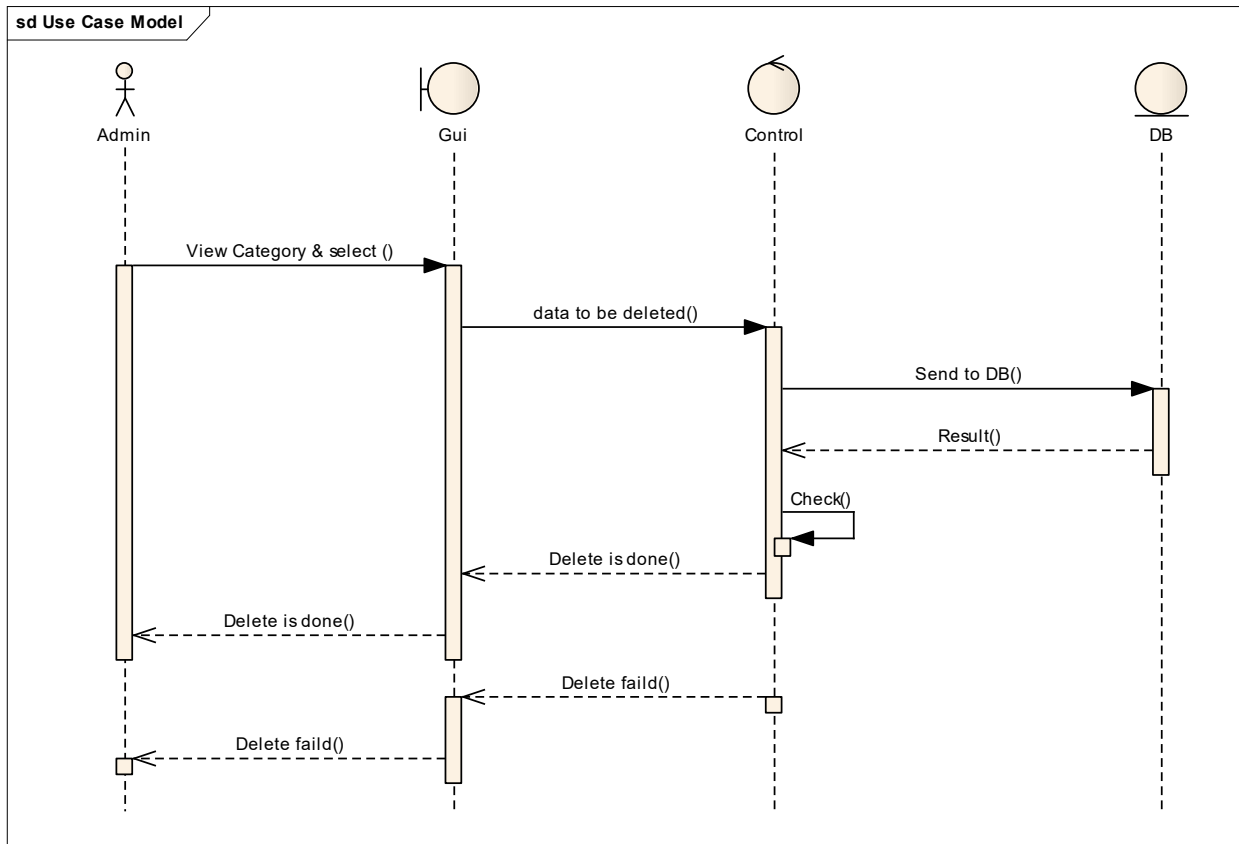 sd Use Case Model
Admin
Gui
Control
DB
View Category & select ()
data to be deleted()
Send to DB()
Result()
Check()
Delete is done()
Delete is done()
Delete faild()
Delete faild()